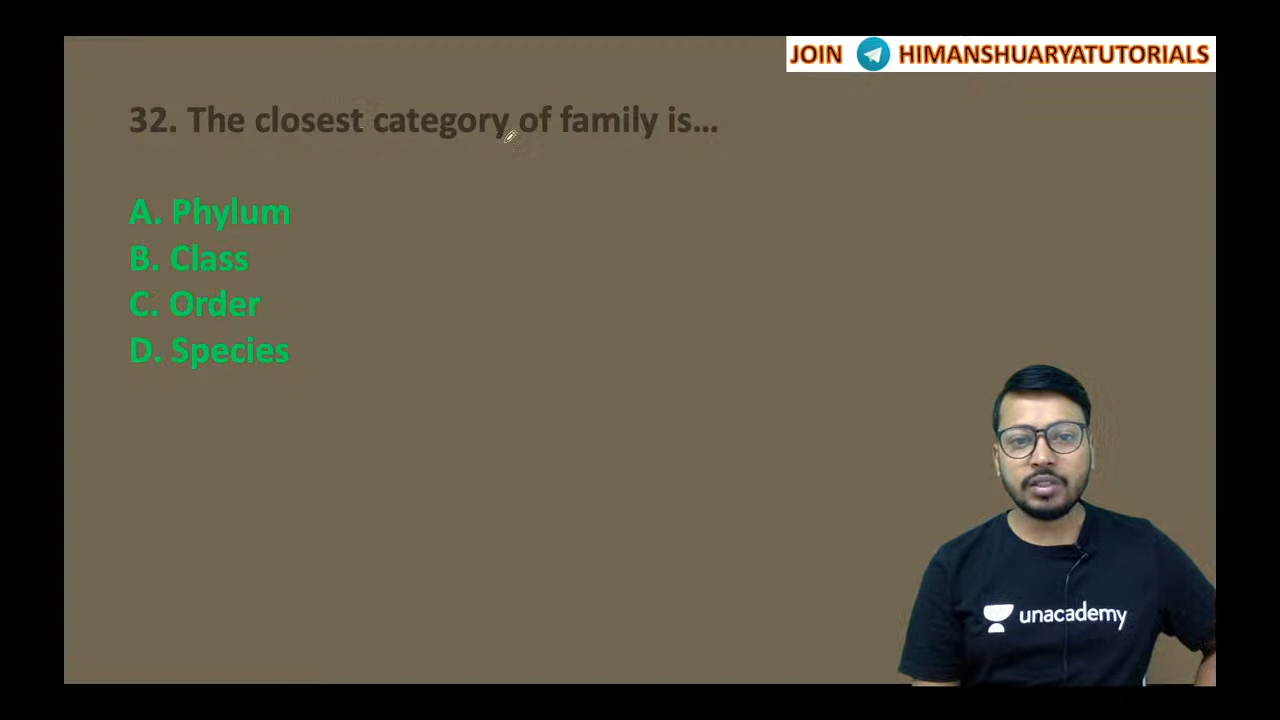 JOIN HIMANSHUARYATUTORIALS
32. The closest category of family is...
A. Phylum
B. Class
C. Order
D. Species
unacademy